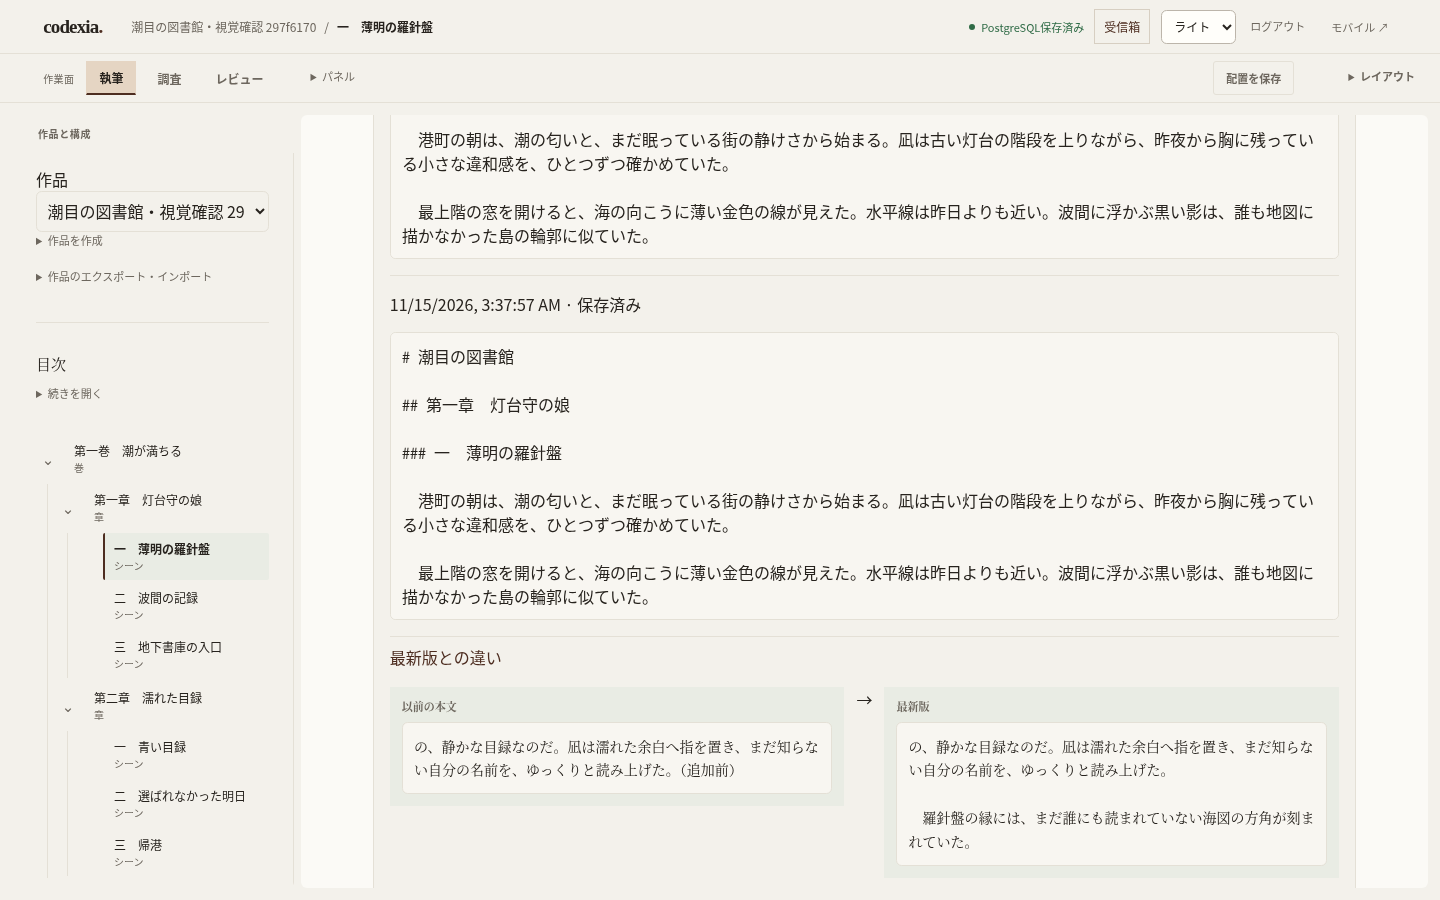 codexia.
潮目の図書館・視覚確認 297f6170 / 一　薄明の羅針盤
PostgreSQL保存済み
受信箱
ライト
ログアウト
モバイル ↗
作業面
執筆
調査
レビュー
パネル
配置を保存
レイアウト
作品と構成
作品
潮目の図書館・視覚確認 29
作品を作成
作品のエクスポート・インポート
目次
続きを開く
第一巻　潮が満ちる
巻
第一章　灯台守の娘
章
一　薄明の羅針盤
シーン
二　波間の記録
シーン
三　地下書庫の入口
シーン
第二章　濡れた目録
章
一　青い目録
シーン
二　選ばれなかった明日
シーン
三　帰港
シーン
　港町の朝は、潮の匂いと、まだ眠っている街の静けさから始まる。凪は古い灯台の階段を上りながら、昨夜から胸に残ってい
る小さな違和感を、ひとつずつ確かめていた。
　最上階の窓を開けると、海の向こうに薄い金色の線が見えた。水平線は昨日よりも近い。波間に浮かぶ黒い影は、誰も地図に
描かなかった島の輪郭に似ていた。
11/15/2026, 3:37:57 AM · 保存済み
# 潮目の図書館
## 第一章　灯台守の娘
### 一　薄明の羅針盤
　港町の朝は、潮の匂いと、まだ眠っている街の静けさから始まる。凪は古い灯台の階段を上りながら、昨夜から胸に残ってい
る小さな違和感を、ひとつずつ確かめていた。
　最上階の窓を開けると、海の向こうに薄い金色の線が見えた。水平線は昨日よりも近い。波間に浮かぶ黒い影は、誰も地図に
描かなかった島の輪郭に似ていた。
最新版との違い
以前の本文
の、静かな目録なのだ。凪は濡れた余白へ指を置き、まだ知らな
い自分の名前を、ゆっくりと読み上げた。（追加前）
→
最新版
の、静かな目録なのだ。凪は濡れた余白へ指を置き、まだ知らな
い自分の名前を、ゆっくりと読み上げた。
　羅針盤の縁には、まだ誰にも読まれていない海図の方角が刻ま
れていた。